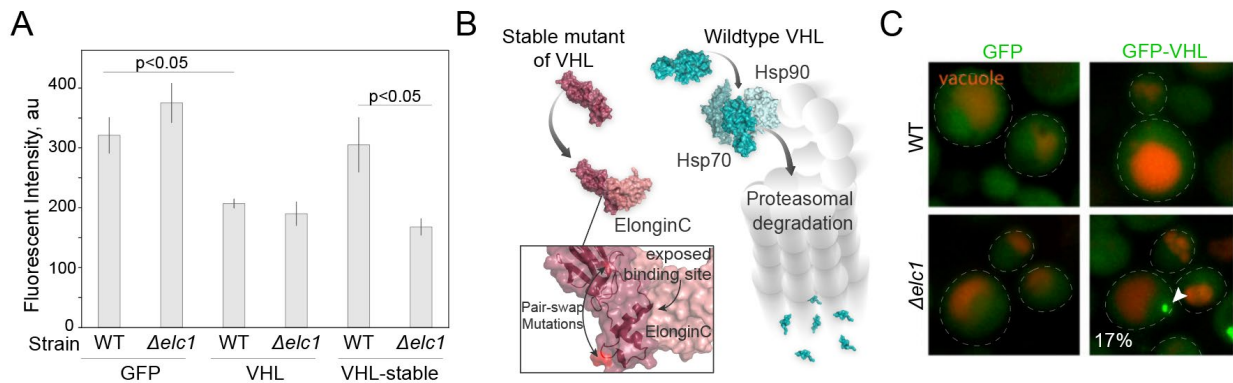 A
Fluorescent Intensity, au
400
300
200
100
0
p<0.05
p<0.05
Strain WT Δelc1 WT Δelc1 WT Δelc1
GFP VHL VHL-stable
B
Stable mutant
of VHL
Wildtype VHL
Hsp90
Hsp70
ElonginC
Proteasomal
degradation
exposed
binding site
Pair-swap
Mutations
ElonginC
C
GFP GFP-VHL
WT
vacuole
Δelc1
17%